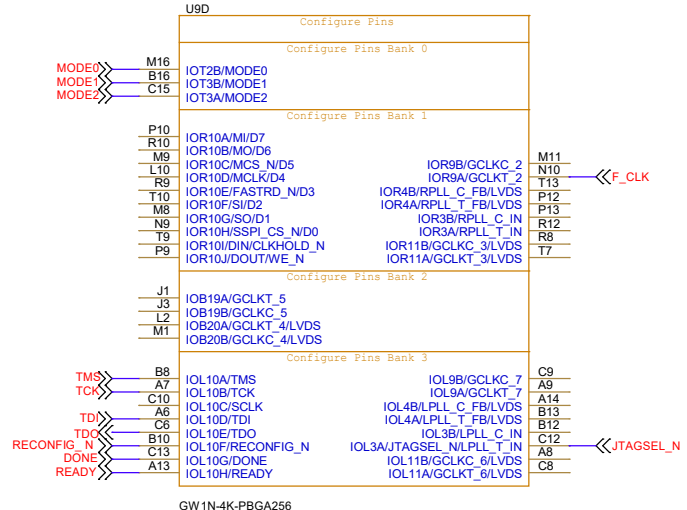 U9D
Configure Pins
Configure Pins Bank 0
MODE0 M16 IOT2B/MODE0
MODE1 B16 IOT3B/MODE1
MODE2 C15 IOT3A/MODE2
Configure Pins Bank 1
P10 IOR10A/MI/D7
R10 IOR10B/MO/D6
M9 IOR10C/MCS_N/D5 IOR9B/GCLKC_2 M11
L10 IOR10D/MCLK/D4 IOR9A/GCLKT_2 N10 F_CLK
R9 IOR10E/FASTRD_N/D3 IOR4B/RPLL_C_FB/LVDS T13
T10 IOR10F/SI/D2 IOR4A/RPLL_T_FB/LVDS P12
M8 IOR10G/SO/D1 IOR3B/RPLL_C_IN P13
N9 IOR10H/SSPI_CS_N/D0 IOR3A/RPLL_T_IN R12
T9 IOR10I/DIN/CLKHOLD_N IOR11B/GCLKC_3/LVDS R8
P9 IOR10J/DOUT/WE_N IOR11A/GCLKT_3/LVDS T7
Configure Pins Bank 2
J1 IOB19A/GCLKT_5
J3 IOB19B/GCLKC_5
L2 IOB20A/GCLKT_4/LVDS
M1 IOB20B/GCLKC_4/LVDS
Configure Pins Bank 3
TMS B8 IOL10A/TMS IOL9B/GCLKC_7 C9
TCK A7 IOL10B/TCK IOL9A/GCLKT_7 A9
C10 IOL10C/SCLK IOL4B/LPLL_C_FB/LVDS A14
TDI A6 IOL10D/TDI IOL4A/LPLL_T_FB/LVDS B13
TDO C6 IOL10E/TDO IOL3B/LPLL_C_IN B12
RECONFIG_N B10 IOL10F/RECONFIG_N IOL3A/JTAGSEL_N/LPLL_T_IN C12 JTAGSEL_N
DONE C13 IOL10G/DONE IOL11B/GCLKC_6/LVDS A8
READY A13 IOL10H/READY IOL11A/GCLKT_6/LVDS C8
GW1N-4K-PBGA256